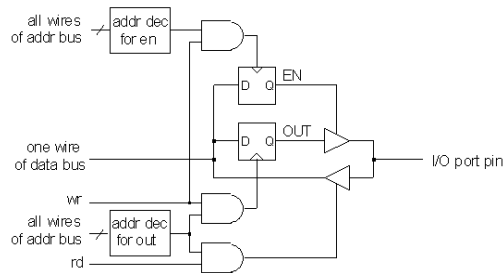 all wires
of addr bus
addr dec
for en
EN
D Q
OUT
D Q
one wire
of data bus
I/O port pin
wr
all wires
of addr bus
addr dec
for out
rd